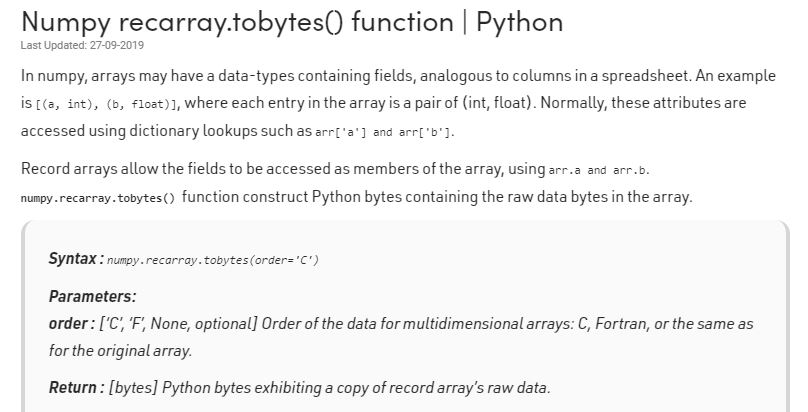 Numpy recarray.tobytes() function | Python
Last Updated: 27-09-2019
In numpy, arrays may have a data-types containing fields, analogous to columns in a spreadsheet. An example
is [(a, int), (b, float)], where each entry in the array is a pair of (int, float). Normally, these attributes are
accessed using dictionary lookups such as arr['a'] and arr['b'].
Record arrays allow the fields to be accessed as members of the array, using arr.a and arr.b.
numpy.recarray.tobytes() function construct Python bytes containing the raw data bytes in the array.
Syntax : numpy.recarray.tobytes(order='C')
Parameters:
order : [‘C’, ‘F’, None, optional] Order of the data for multidimensional arrays: C, Fortran, or the same as
for the original array.
Return : [bytes] Python bytes exhibiting a copy of record array’s raw data.